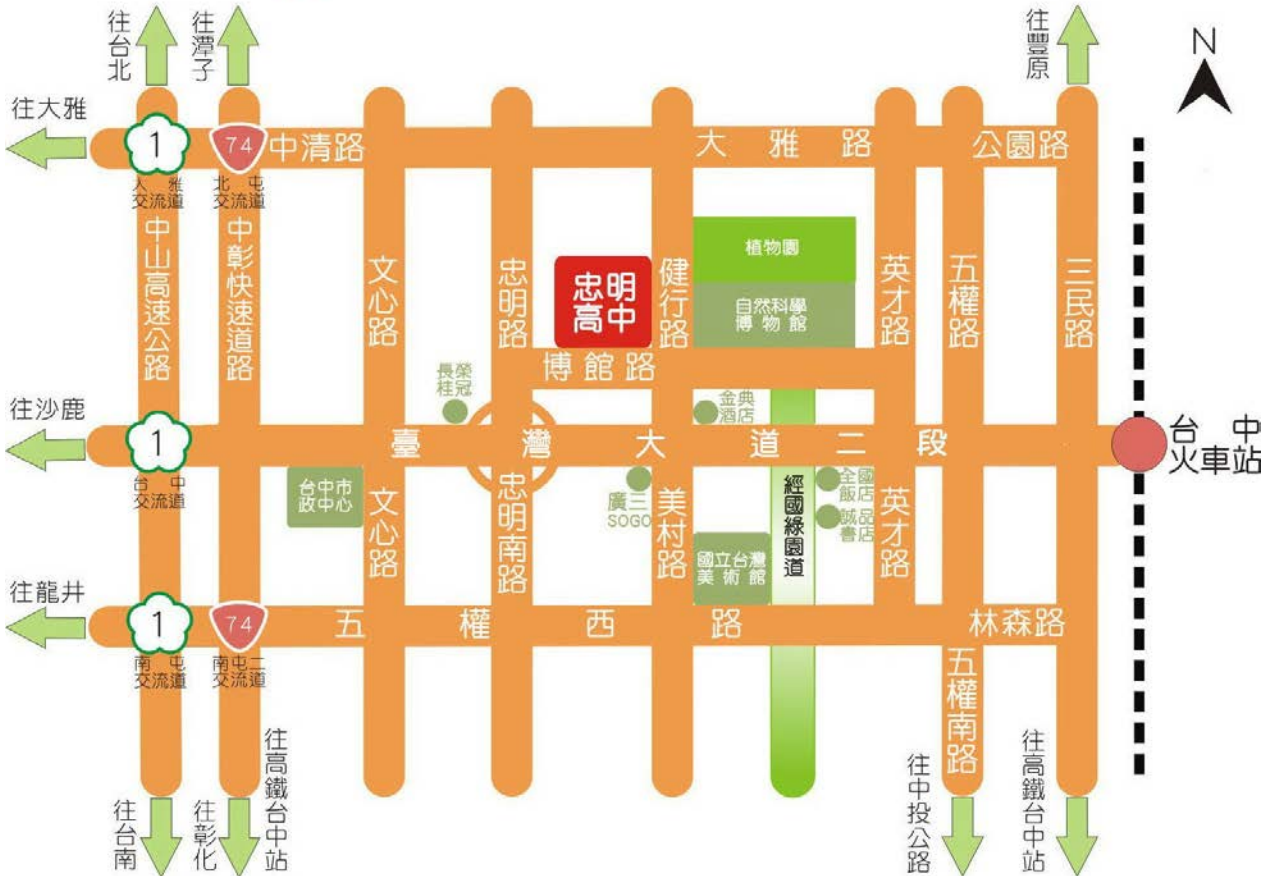 往台北
往潭子
往豐原
N
往大雅
1
74
中清路
大雅路
公園路
大雅
交流道
北屯
交流道
中山高速公路
中彰快速道路
文心路
忠明路
忠明
高中
健行路
植物園
自然科學
博物館
英才路
五權路
三民路
博館路
長榮
桂冠
金典
酒店
往沙鹿
1
臺灣大道二段
台中
火車站
台中
交流道
台中市
政中心
文心路
忠明南路
廣三
SOGO
美村路
國立台灣
美術館
經國綠園道
全國
飯店
誠品
書店
英才路
往龍井
1
74
五權西路
林森路
南屯
交流道
南屯二
交流道
五權南路
往台南
往彰化
往高鐵台中站
往中投公路
往高鐵台中站